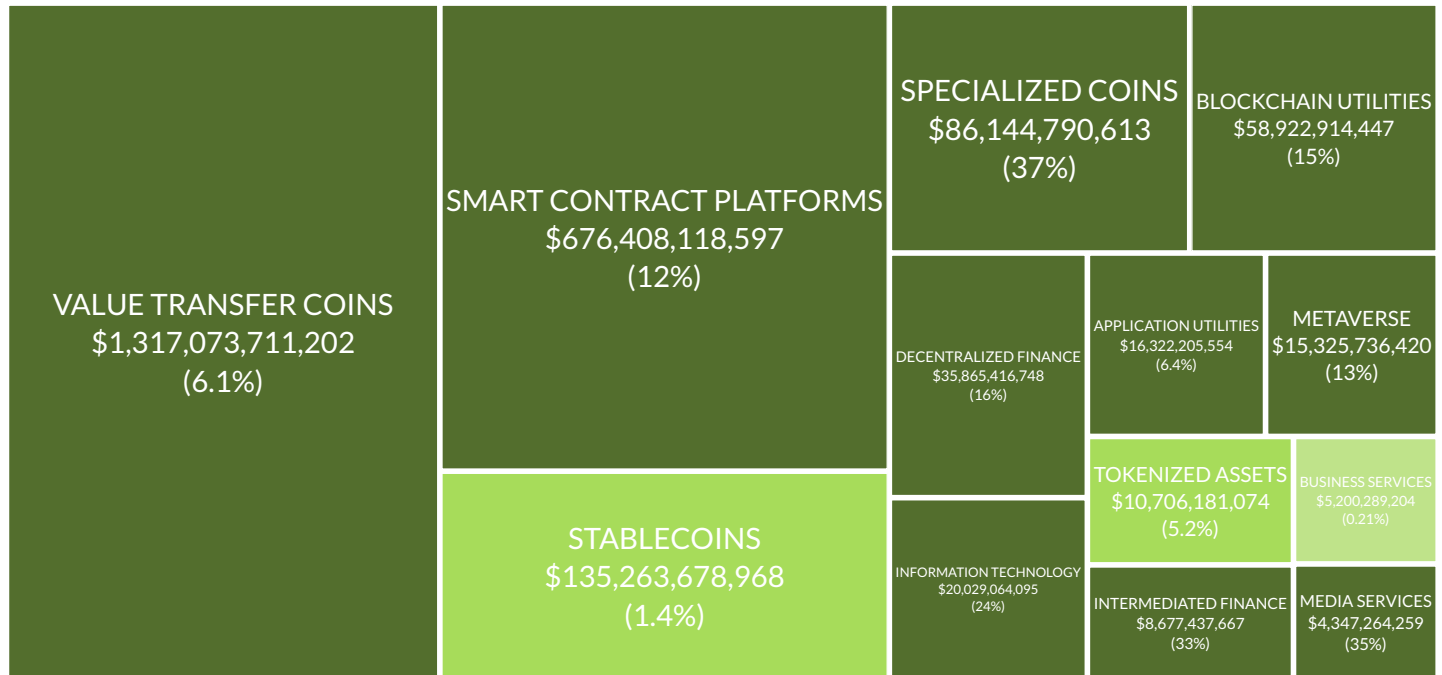 VALUE TRANSFER COINS
$1,317,073,711,202
(6.1%)
SMART CONTRACT PLATFORMS
$676,408,118,597
(12%)
STABLECOINS
$135,263,678,968
(1.4%)
SPECIALIZED COINS
$86,144,790,613
(37%)
BLOCKCHAIN UTILITIES
$58,922,914,447
(15%)
DECENTRALIZED FINANCE
$35,865,416,748
(16%)
INFORMATION TECHNOLOGY
$20,029,064,095
(24%)
APPLICATION UTILITIES
$16,322,205,554
(6.4%)
METAVERSE
$15,325,736,420
(13%)
TOKENIZED ASSETS
$10,706,181,074
(5.2%)
BUSINESS SERVICES
$5,200,289,204
(0.21%)
INTERMEDIATED FINANCE
$8,677,437,667
(33%)
MEDIA SERVICES
$4,347,264,259
(35%)